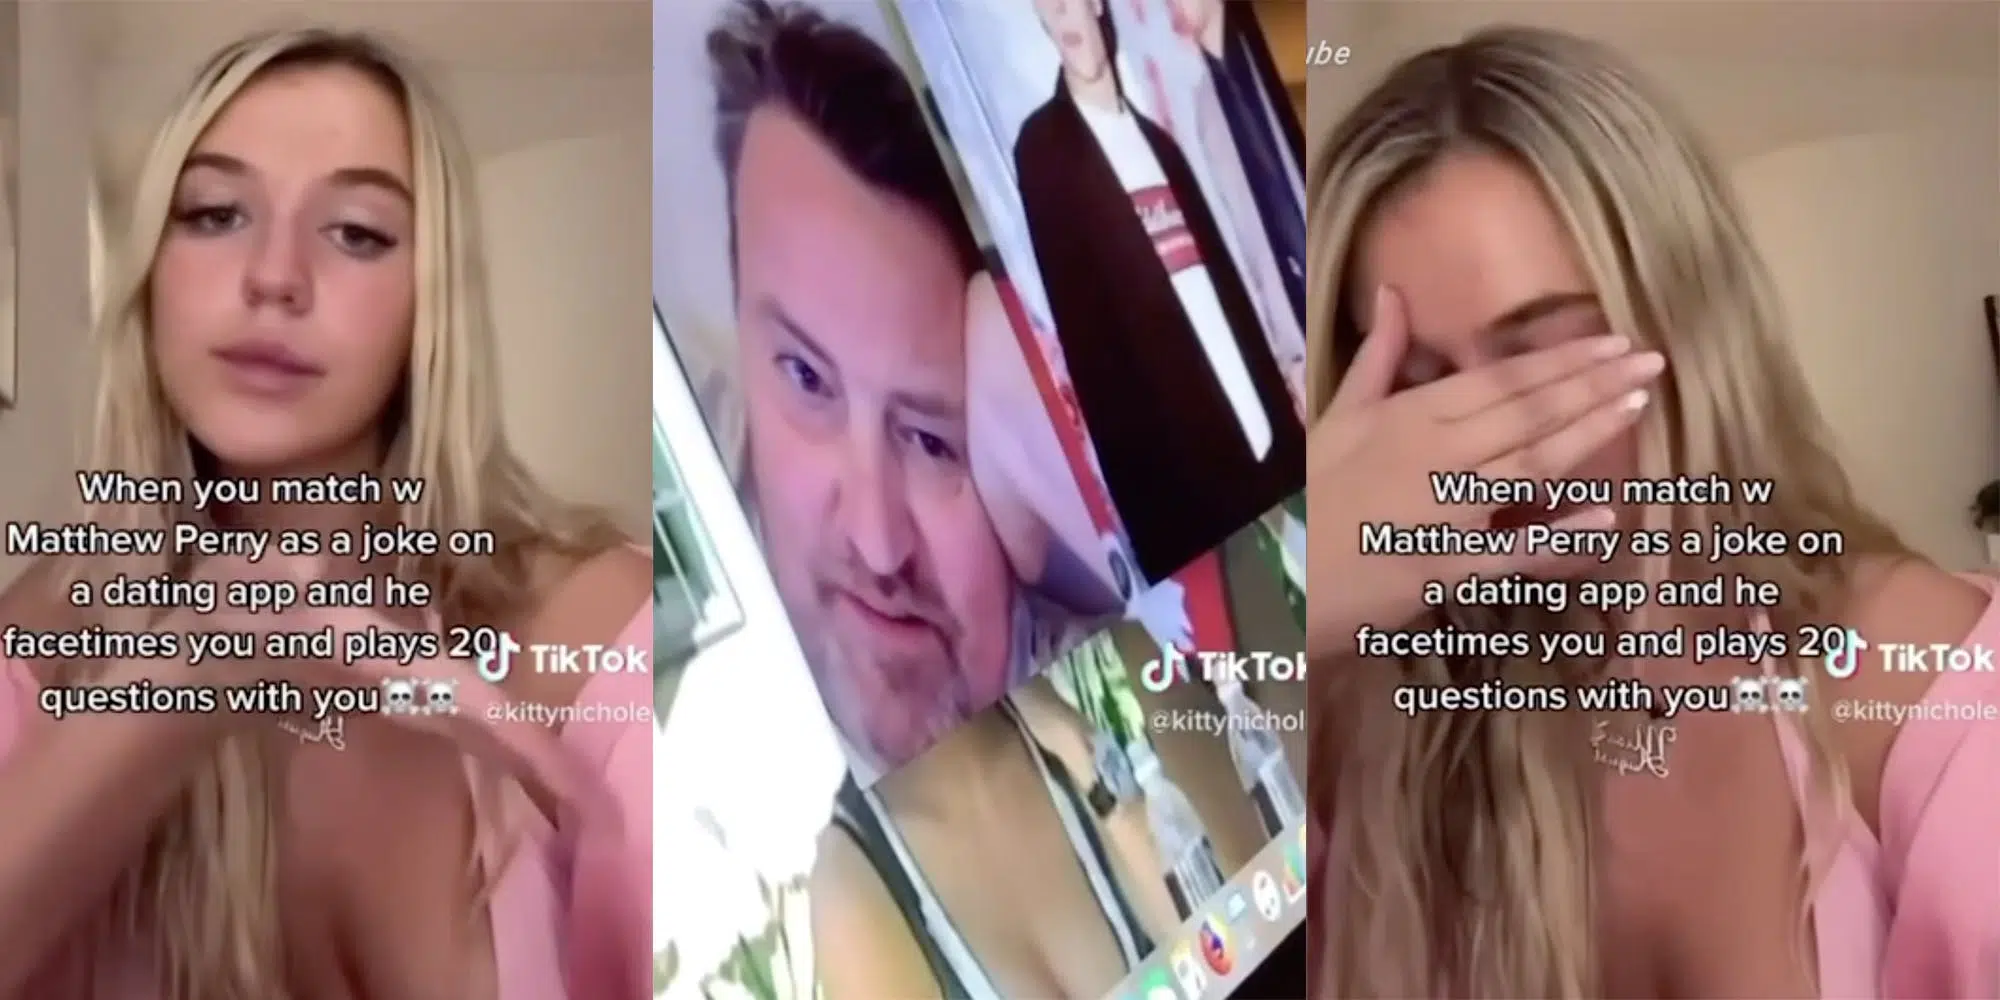 When you match w
Matthew Perry as a joke on
a dating app and he
facetimes you and plays 20
questions with you☠☠
TikTok
@kittynichole
TikTok
@kittynichol
ube
When you match w
Matthew Perry as a joke on
a dating app and he
facetimes you and plays 20
questions with you☠☠
TikTok
@kittynichole